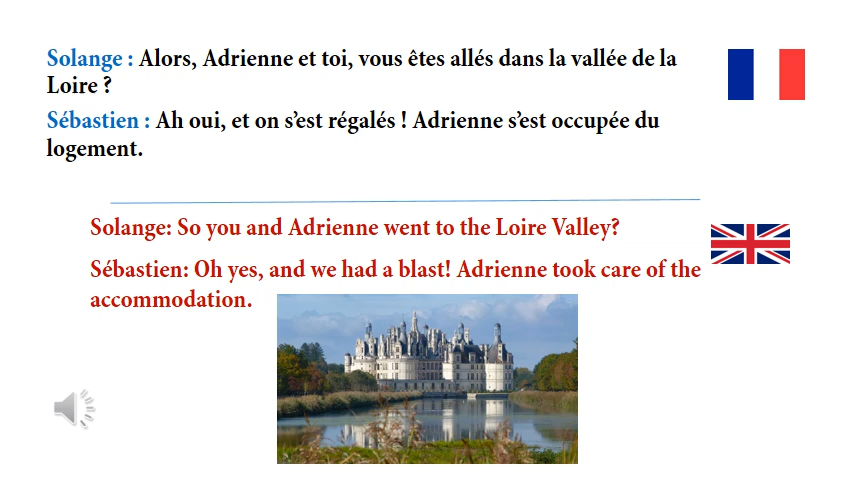 Solange : Alors, Adrienne et toi, vous êtes allés dans la vallée de la
Loire ?
Sébastien : Ah oui, et on s’est régalés ! Adrienne s’est occupée du
logement.
Solange: So you and Adrienne went to the Loire Valley?
Sébastien: Oh yes, and we had a blast! Adrienne took care of the
accommodation.